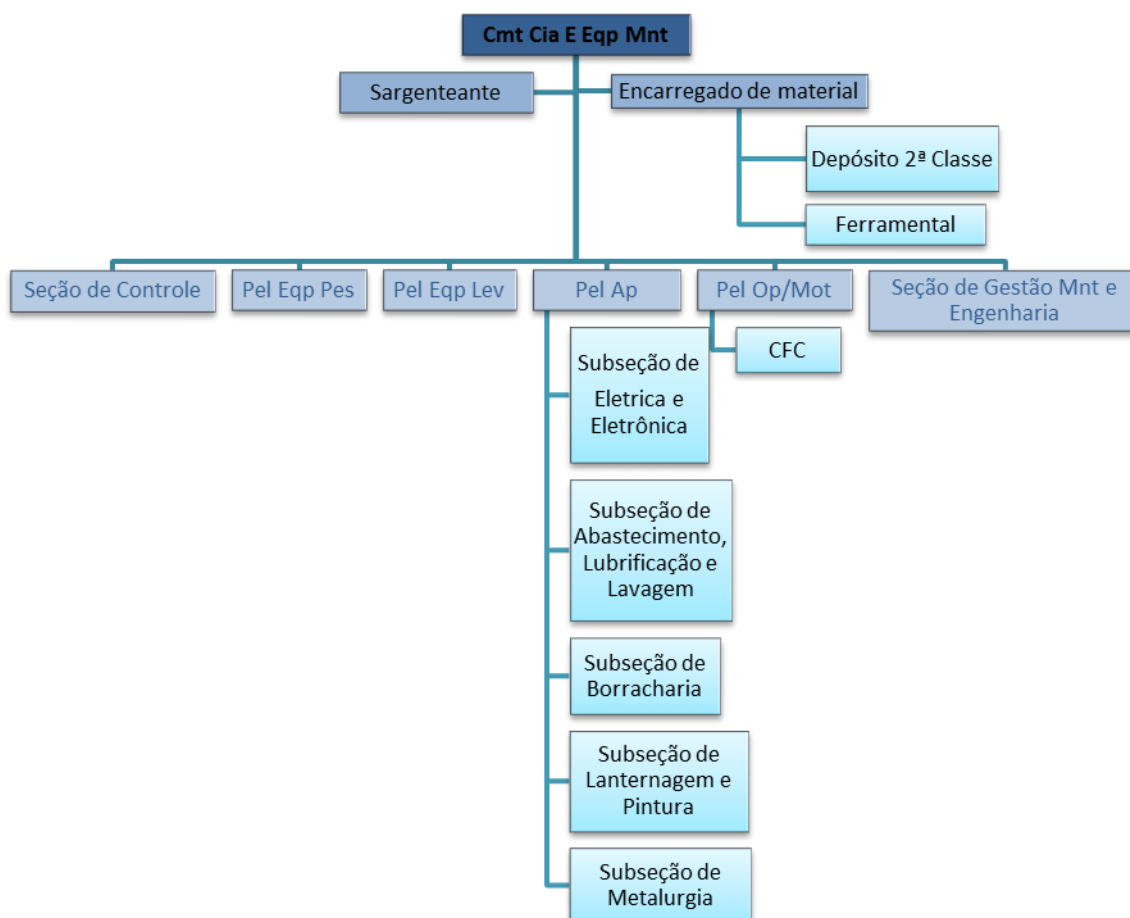 Cmt Cia E Eqp Mnt
Sargenteante
Encarregado de material
Depósito 2ª Classe
Ferramental
Seção de Controle
Pel Eqp Pes
Pel Eqp Lev
Pel Ap
Pel Op/Mot
Seção de Gestão Mnt e
Engenharia
Subseção de
Eletrica e
Eletrônica
CFC
Subseção de
Abastecimento,
Lubrificação e
Lavagem
Subseção de
Borracharia
Subseção de
Lanternagem e
Pintura
Subseção de
Metalurgia